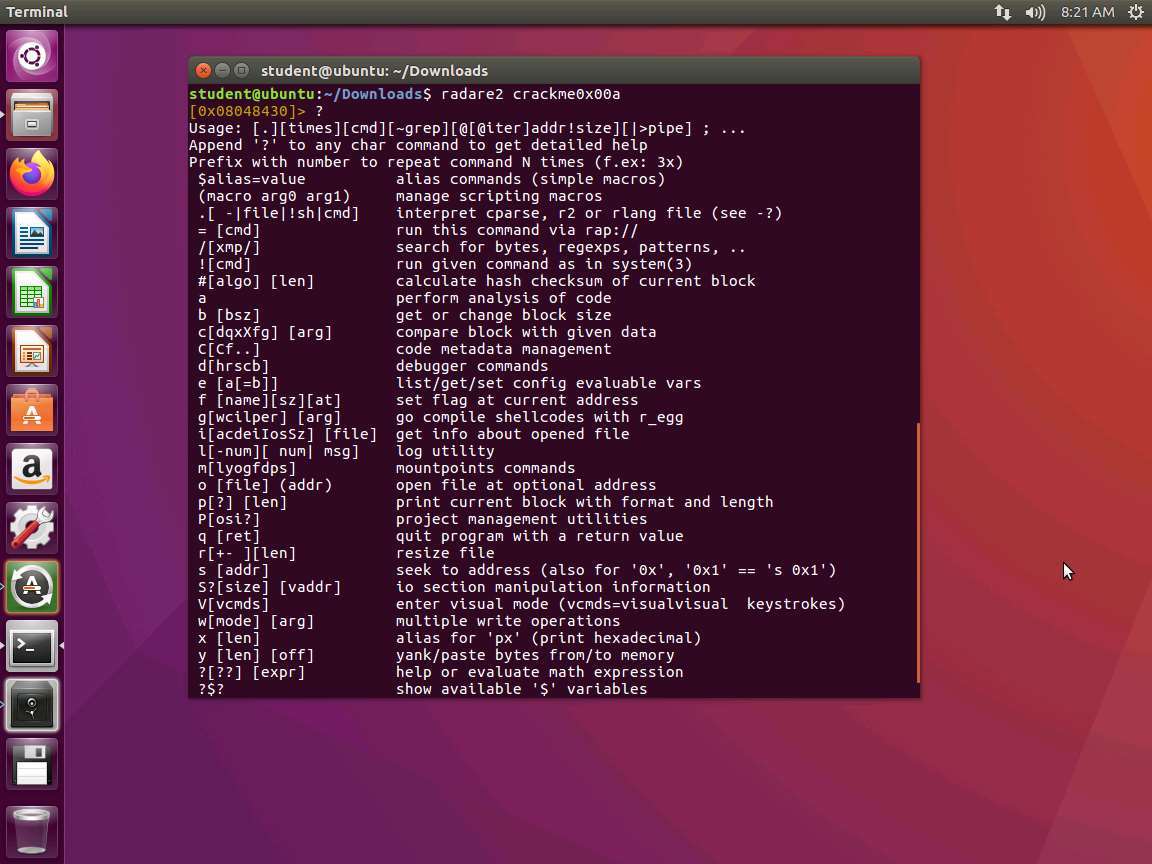 Terminal
8:21 AM
student@ubuntu: ~/Downloads
student@ubuntu:~/Downloads$ radare2 crackme0x00a
[0x08048430]> ?
Usage: [.][times][cmd][~grep][@[@iter]addr!size][|>pipe] ; ...
Append '?' to any char command to get detailed help
Prefix with number to repeat command N times (f.ex: 3x)
 $alias=value          alias commands (simple macros)
 (macro arg0 arg1)     manage scripting macros
 .[ -|file|!sh|cmd]    interpret cparse, r2 or rlang file (see -?)
 = [cmd]               run this command via rap://
 /[xmp/]               search for bytes, regexps, patterns, ..
 ![cmd]                run given command as in system(3)
 #[algo] [len]         calculate hash checksum of current block
 a                     perform analysis of code
 b [bsz]               get or change block size
 c[dqxXfg] [arg]       compare block with given data
 C[Cf..]               code metadata management
 d[hrscb]              debugger commands
 e [a[=b]]             list/get/set config evaluable vars
 f [name][sz][at]      set flag at current address
 g[wcilper] [arg]      go compile shellcodes with r_egg
 i[acdeiIosSz] [file]  get info about opened file
 l[-num][ num| msg]    log utility
 m[lyogfdps]           mountpoints commands
 o [file] (addr)       open file at optional address
 p[?] [len]            print current block with format and length
 P[osi?]               project management utilities
 q [ret]               quit program with a return value
 r[+- ][len]           resize file
 s [addr]              seek to address (also for '0x', '0x1' == 's 0x1')
 S?[size] [vaddr]      io section manipulation information
 V[vcmds]              enter visual mode (vcmds=visualvisual  keystrokes)
 w[mode] [arg]         multiple write operations
 x [len]               alias for 'px' (print hexadecimal)
 y [len] [off]         yank/paste bytes from/to memory
 ?[??] [expr]          help or evaluate math expression
 ?$?                   show available '$' variables